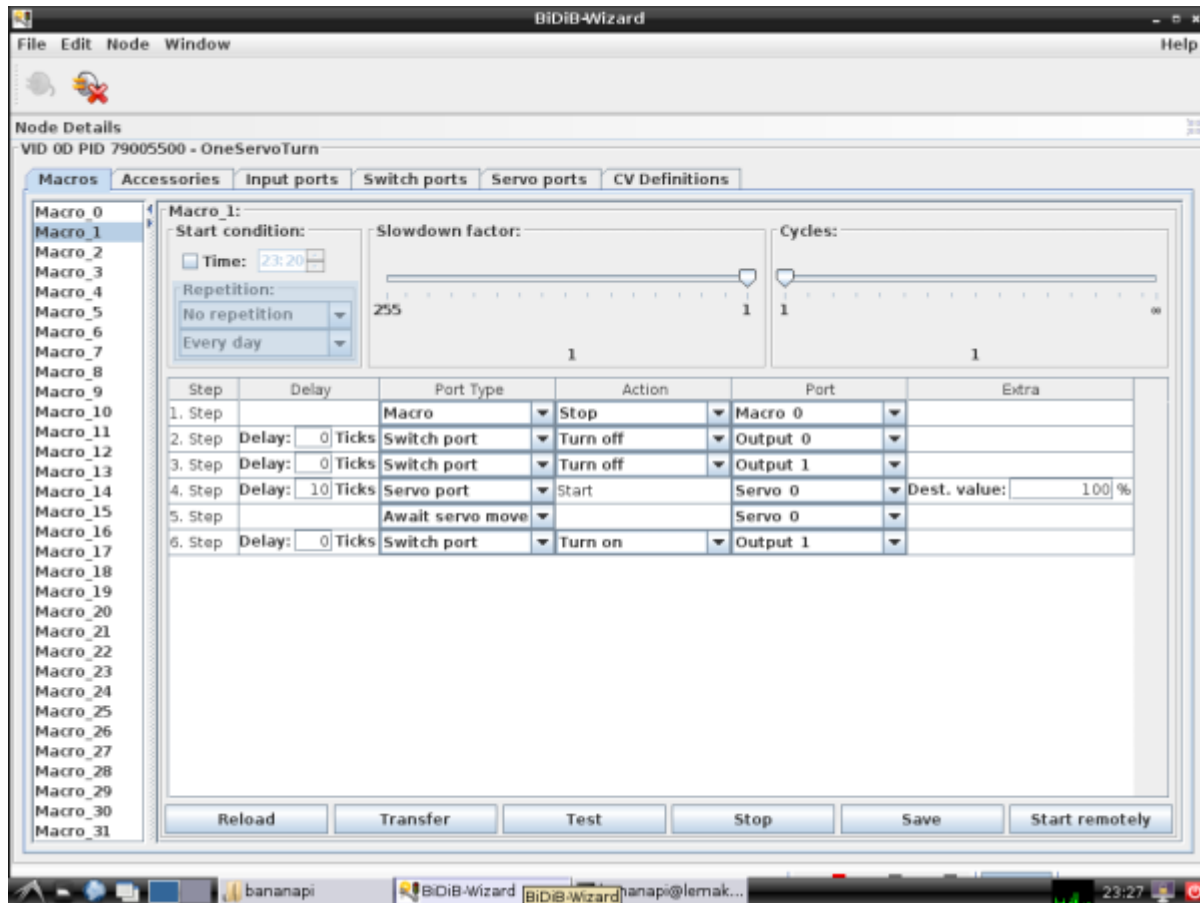 BiDiB-Wizard
File Edit Node Window Help
Node Details
VID 0D PID 79005500 - OneServoTurn
Macros Accessories Input ports Switch ports Servo ports CV Definitions
Macro_0
Macro_1
Macro_2
Macro_3
Macro_4
Macro_5
Macro_6
Macro_7
Macro_8
Macro_9
Macro_10
Macro_11
Macro_12
Macro_13
Macro_14
Macro_15
Macro_16
Macro_17
Macro_18
Macro_19
Macro_20
Macro_21
Macro_22
Macro_23
Macro_24
Macro_25
Macro_26
Macro_27
Macro_28
Macro_29
Macro_30
Macro_31
Macro_1:
Start condition:
Time: 23:20
Repetition:
No repetition
Every day
Slowdown factor:
255 1
1
Cycles:
1 ∞
1
Step Delay Port Type Action Port Extra
1. Step Macro Stop Macro 0
2. Step Delay: 0 Ticks Switch port Turn off Output 0
3. Step Delay: 0 Ticks Switch port Turn off Output 1
4. Step Delay: 10 Ticks Servo port Start Servo 0 Dest. value: 100 %
5. Step Await servo move Servo 0
6. Step Delay: 0 Ticks Switch port Turn on Output 1
Reload Transfer Test Stop Save Start remotely
bananapi BiDiB-Wizard hanapi@lemak... 23:27
BiDiB-Wizard